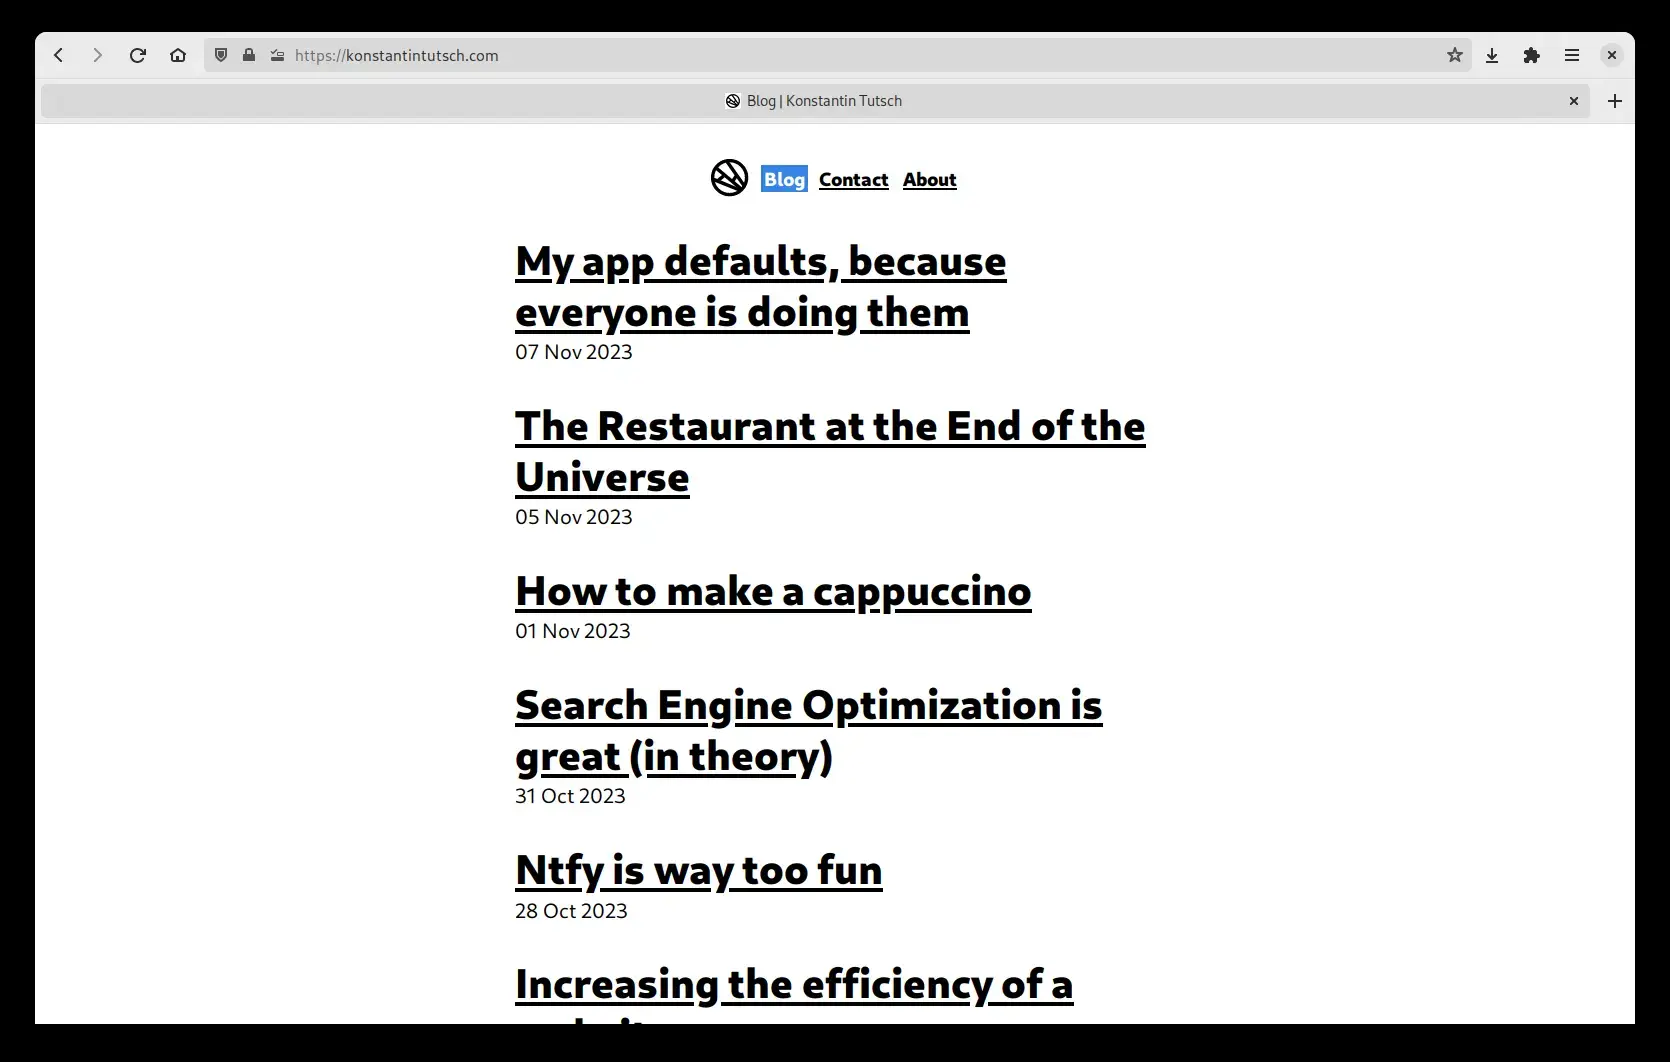 https://konstantintutsch.com
Blog | Konstantin Tutsch
Blog Contact About
My app defaults, because
everyone is doing them
07 Nov 2023
The Restaurant at the End of the
Universe
05 Nov 2023
How to make a cappuccino
01 Nov 2023
Search Engine Optimization is
great (in theory)
31 Oct 2023
Ntfy is way too fun
28 Oct 2023
Increasing the efficiency of a